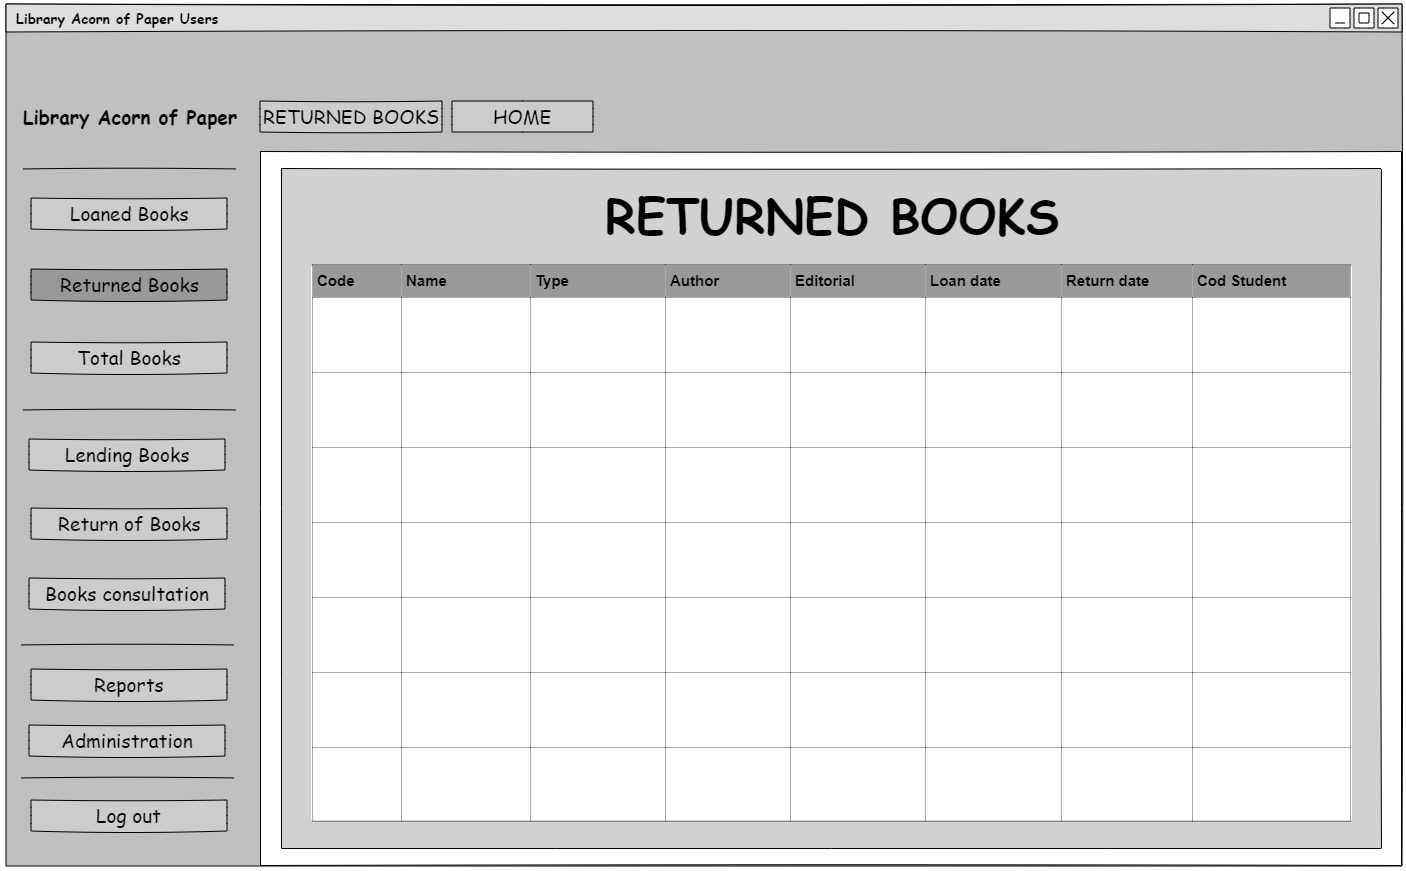 Library Acorn of Paper Users
Library Acorn of Paper
RETURNED BOOKS
HOME
Loaned Books
Returned Books
Total Books
Lending Books
Return of Books
Books consultation
Reports
Administration
Log out
RETURNED BOOKS
Code Name Type Author Editorial Loan date Return date Cod Student